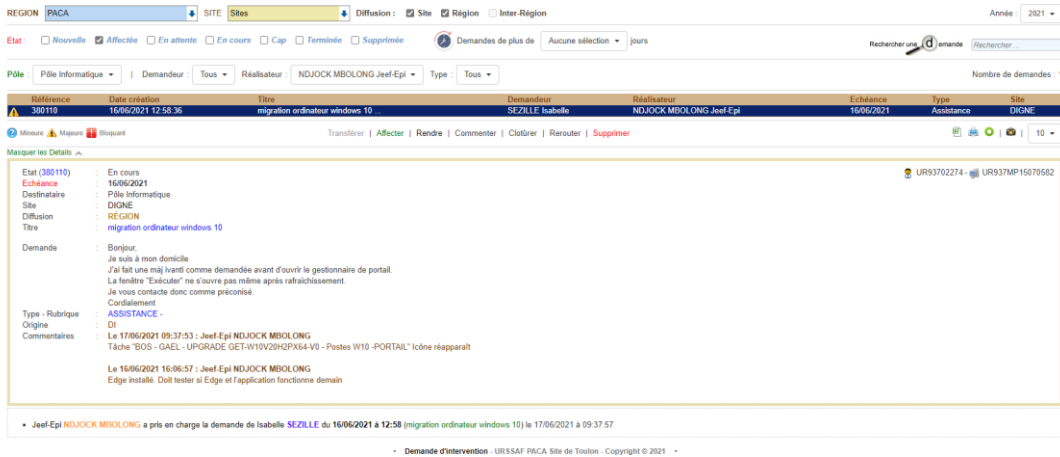 REGION PACA SITE Sites Diffusion : Site Région Inter-Région Année : 2021
Etat : Nouvelle Affectée En attente En cours Cap Terminée Supprimée Demandes de plus de Aucune sélection jours Rechercher une demande Rechercher ...
Pôle : Pôle Informatique | Demandeur : Tous Réalisateur : NDJOCK MBOLONG Jeef-Epi Type : Tous Nombre de demandes :
Référence Date création Titre Demandeur Réalisateur Echéance Type Site
380110 16/06/2021 12:58:36 migration ordinateur windows 10 ... SEZILLE Isabelle NDJOCK MBOLONG Jeef-Epi 16/06/2021 Assistance DIGNE
Mineure Majeure Bloquant Transférer | Affecter | Rendre | Commenter | Clotûrer | Rerouter | Supprimer | | 10
Masquer les Details
Etat (380110) : En cours UR93702274 - UR937MP15070582
Echéance : 16/06/2021
Destinataire : Pôle Informatique
Site : DIGNE
Diffusion : RÉGION
Titre : migration ordinateur windows 10
Demande : Bonjour,
Je suis à mon domicile.
J'ai fait une màj ivanti comme demandée avant d'ouvrir le gestionnaire de portail.
La fenêtre "Exécuter" ne s'ouvre pas même après rafraichissement.
Je vous contacte donc comme préconisé.
Cordialement
Type - Rubrique : ASSISTANCE -
Origine : DI
Commentaires : Le 17/06/2021 09:37:53 : Jeef-Epi NDJOCK MBOLONG
Tâche "BOS - GAEL - UPGRADE GET-W10V20H2PX64-V0 - Postes W10 -PORTAIL" Icône réapparaît
Le 16/06/2021 16:06:57 : Jeef-Epi NDJOCK MBOLONG
Edge installé. Doit tester si Edge et l'application fonctionne demain
• Jeef-Epi NDJOCK MBOLONG a pris en charge la demande de Isabelle SEZILLE du 16/06/2021 à 12:58 (migration ordinateur windows 10) le 17/06/2021 à 09:37:57
- Demande d'intervention - URSSAF PACA Site de Toulon - Copyright © 2021 -